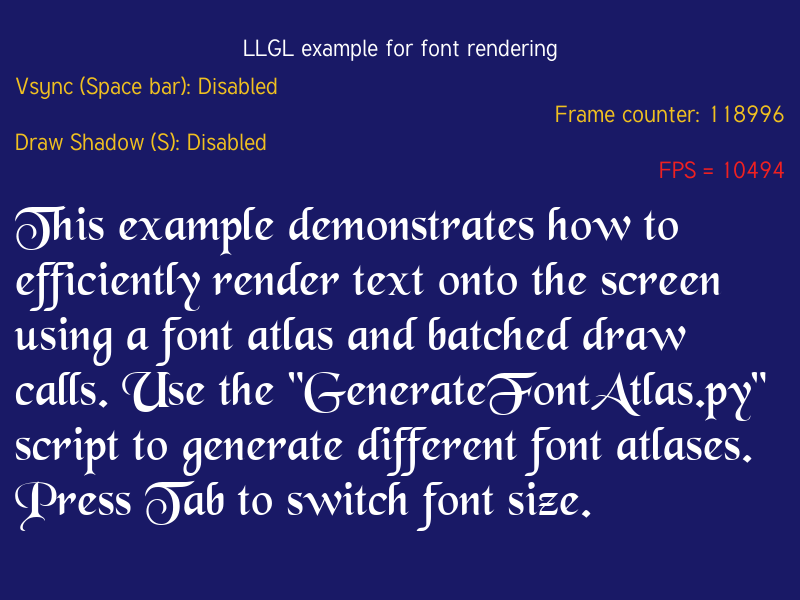 LLGL example for font rendering
Vsync (Space bar): Disabled
Frame counter: 118996
Draw Shadow (S): Disabled
FPS = 10494
This example demonstrates how to
efficiently render text onto the screen
using a font atlas and batched draw
calls. Use the "GenerateFontAtlas.py"
script to generate different font atlases.
Press Tab to switch font size.